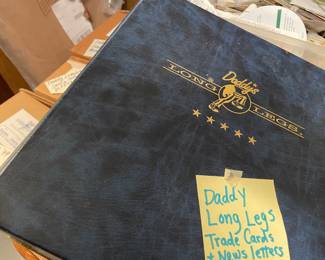 Daddy's
LONG LEGS
Daddy
Long Legs
Trade Cards
+ News letters